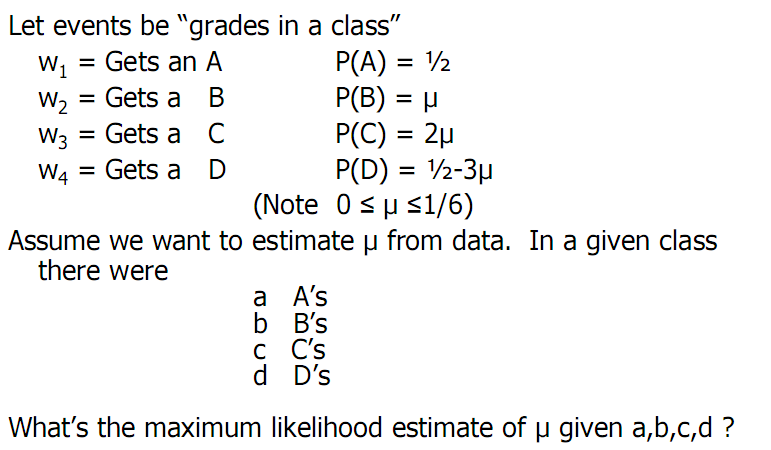 Let events be “grades in a class”
w₁ = Gets an A P(A) = ½
w₂ = Gets a B P(B) = μ
w₃ = Gets a C P(C) = 2μ
w₄ = Gets a D P(D) = ½-3μ
(Note 0 ≤ μ ≤1/6)
Assume we want to estimate μ from data. In a given class
there were
a A’s
b B’s
c C’s
d D’s
What’s the maximum likelihood estimate of μ given a,b,c,d ?